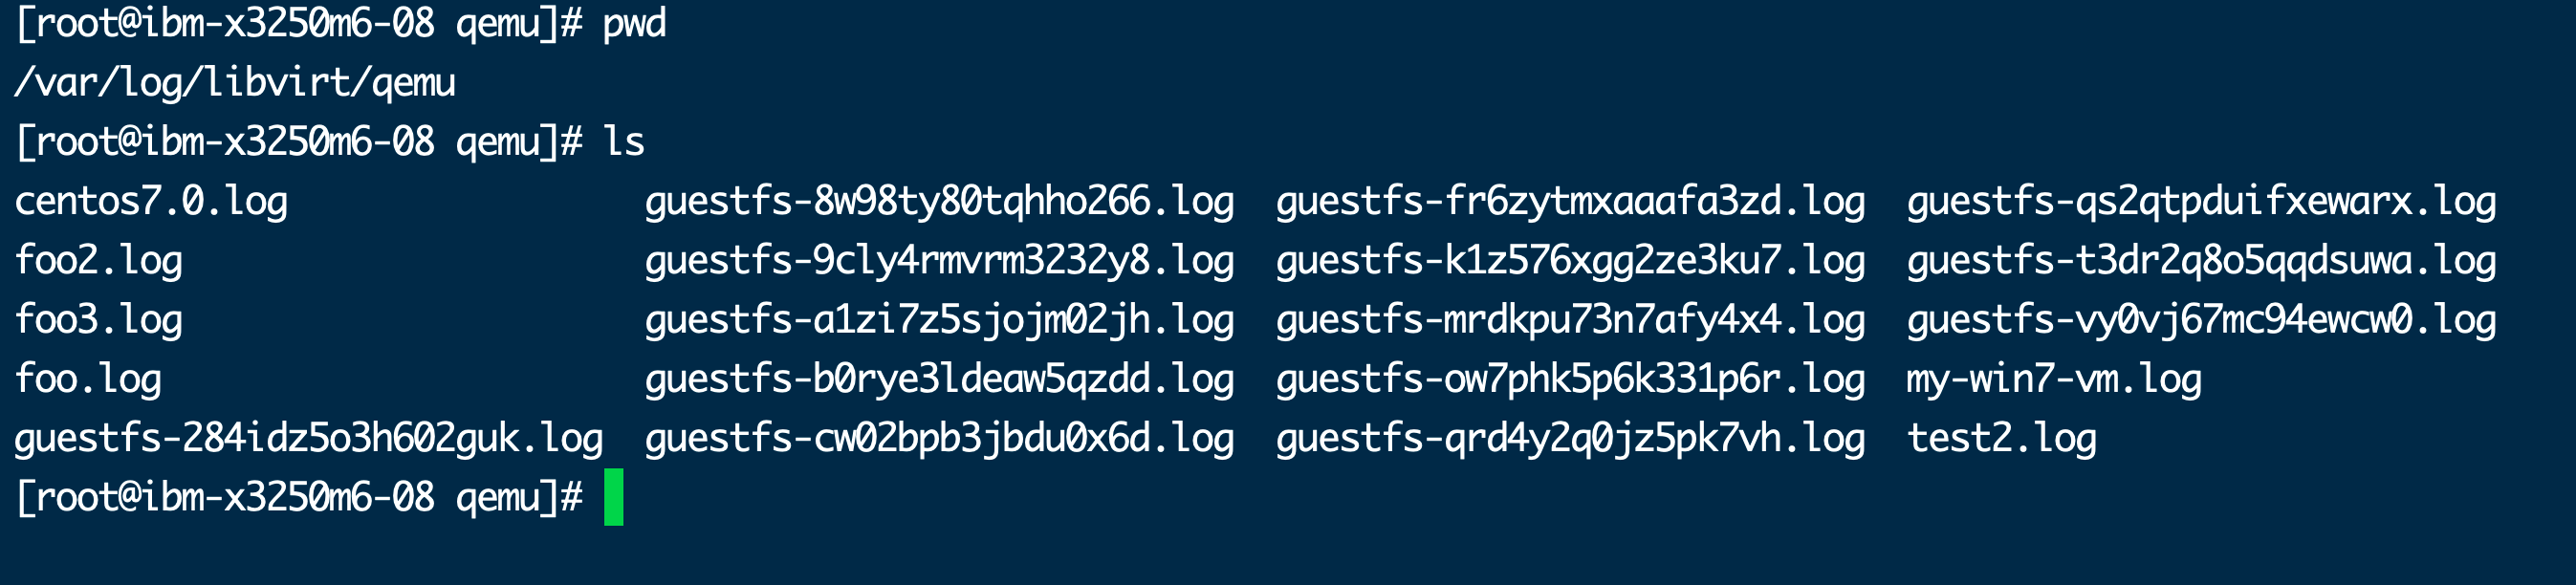 [root@ibm-x3250m6-08 qemu]# pwd
/var/log/libvirt/qemu
[root@ibm-x3250m6-08 qemu]# ls
centos7.0.log                 guestfs-8w98ty80tqhho266.log  guestfs-fr6zytmxaaafa3zd.log  guestfs-qs2qtpduifxewarx.log
foo2.log                      guestfs-9cly4rmvrm3232y8.log  guestfs-k1z576xgg2ze3ku7.log  guestfs-t3dr2q8o5qqdsuwa.log
foo3.log                      guestfs-a1zi7z5sjojm02jh.log  guestfs-mrdkpu73n7afy4x4.log  guestfs-vy0vj67mc94ewcw0.log
foo.log                       guestfs-b0rye3ldeaw5qzdd.log  guestfs-ow7phk5p6k331p6r.log  my-win7-vm.log
guestfs-284idz5o3h602guk.log  guestfs-cw02bpb3jbdu0x6d.log  guestfs-qrd4y2q0jz5pk7vh.log  test2.log
[root@ibm-x3250m6-08 qemu]#